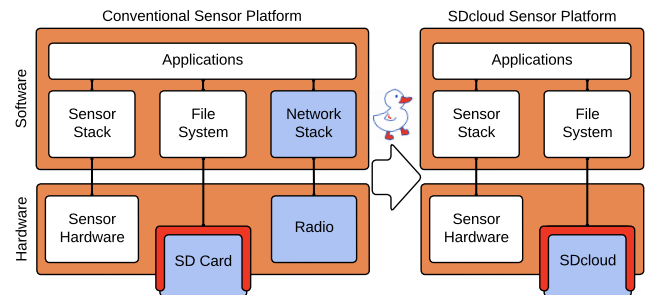 Conventional Sensor Platform
SDcloud Sensor Platform
Software
Applications
Sensor
Stack
File
System
Network
Stack
Applications
Sensor
Stack
File
System
Hardware
Sensor
Hardware
SD Card
Radio
Sensor
Hardware
SDcloud